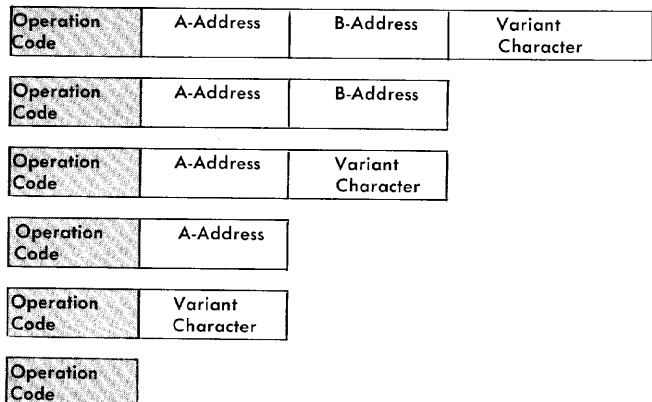 Operation Code A-Address B-Address Variant Character
Operation Code A-Address B-Address
Operation Code A-Address Variant Character
Operation Code A-Address
Operation Code Variant Character
Operation Code